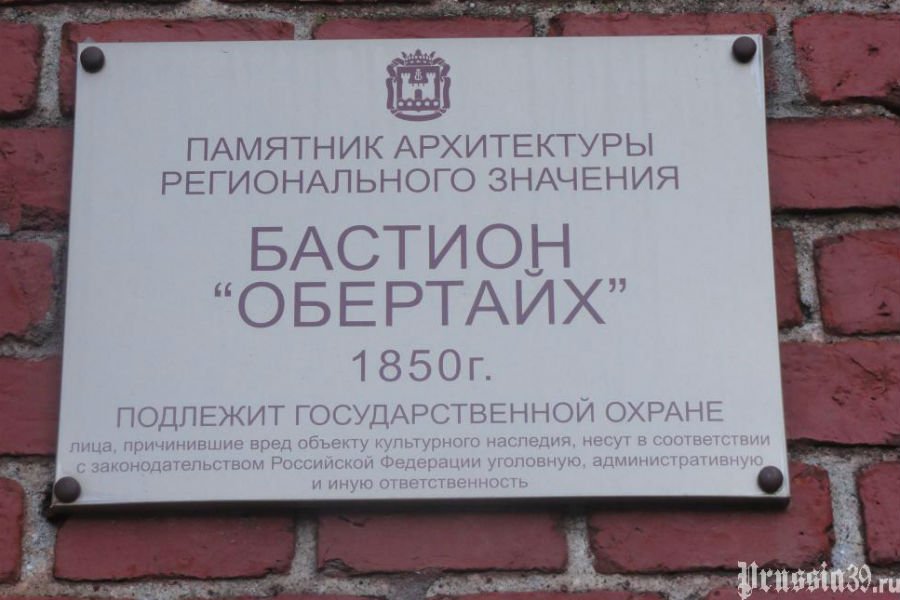 ПАМЯТНИК АРХИТЕКТУРЫ
РЕГИОНАЛЬНОГО ЗНАЧЕНИЯ
БАСТИОН
“ОБЕРТАЙХ”
1850г.
ПОДЛЕЖИТ ГОСУДАРСТВЕННОЙ ОХРАНЕ
лица, причинившие вред объекту культурного наследия, несут в соответствии
с законодательством Российской Федерации уголовную, административную
и иную ответственность
Prussia39.ru